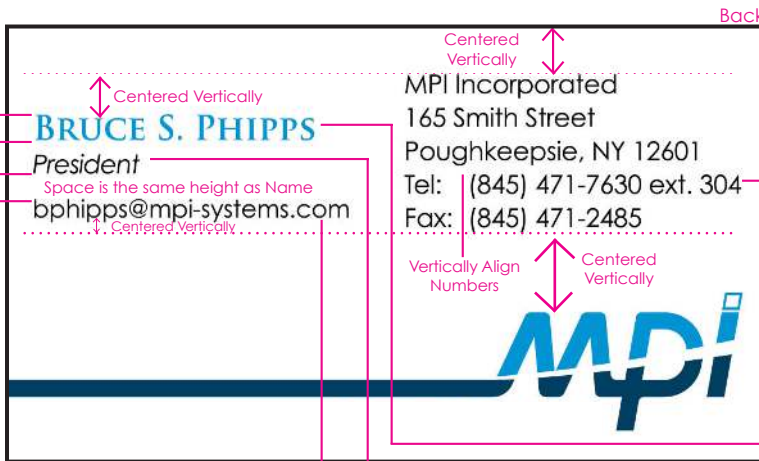 Back
Centered
Vertically
Centered Vertically
BRUCE S. PHIPPS
President
Space is the same height as Name
bphipps@mpi-systems.com
Centered Vertically
MPI Incorporated
165 Smith Street
Poughkeepsie, NY 12601
Tel: (845) 471-7630 ext. 304
Fax: (845) 471-2485
Vertically Align
Numbers
Centered
Vertically
mpi